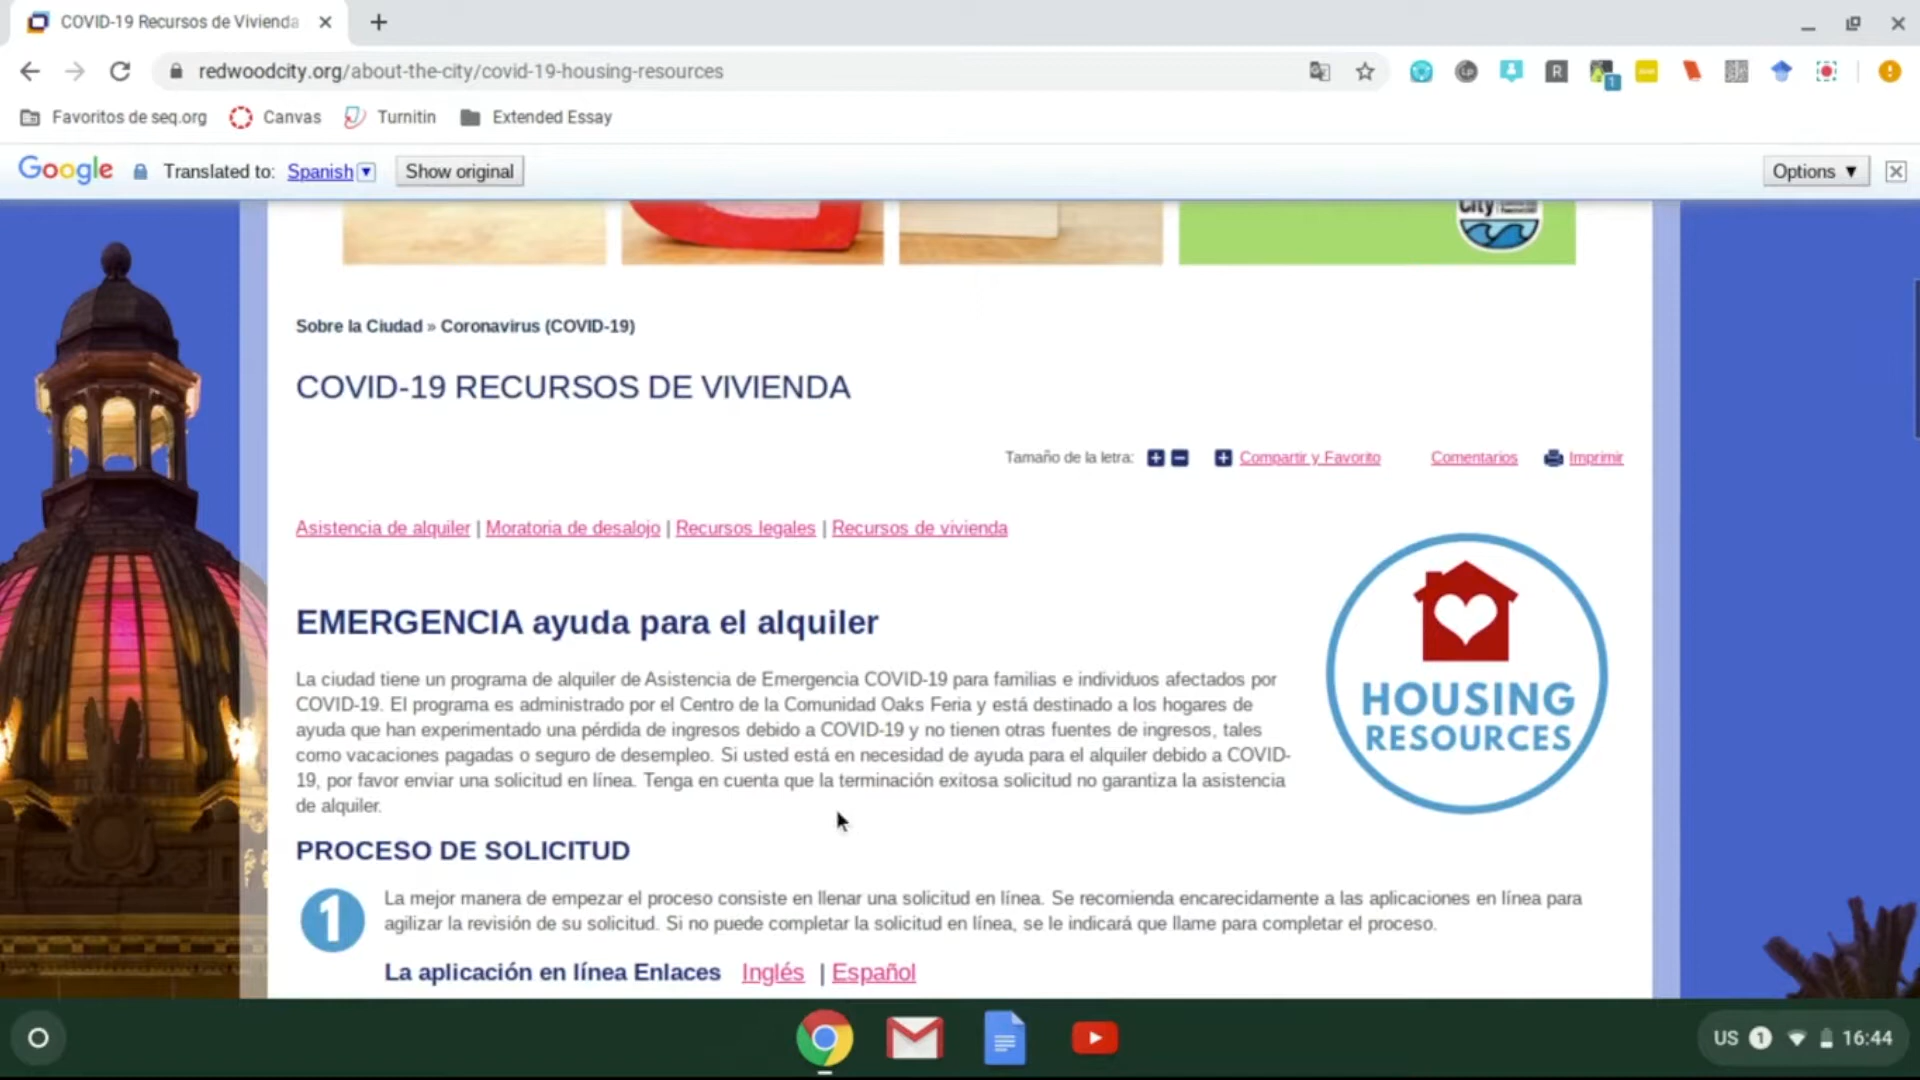 COVID-19 Recursos de Vivienda
redwoodcity.org/about-the-city/covid-19-housing-resources
Favoritos de seq.org
Canvas
Turnitin
Extended Essay
Google Translated to: Spanish Show original
Options
City
Sobre la Ciudad » Coronavirus (COVID-19)
COVID-19 RECURSOS DE VIVIENDA
Tamaño de la letra: Compartir y Favorito Comentarios Imprimir
Asistencia de alquiler | Moratoria de desalojo | Recursos legales | Recursos de vivienda
EMERGENCIA ayuda para el alquiler
La ciudad tiene un programa de alquiler de Asistencia de Emergencia COVID-19 para familias e individuos afectados por
COVID-19. El programa es administrado por el Centro de la Comunidad Oaks Feria y está destinado a los hogares de
ayuda que han experimentado una pérdida de ingresos debido a COVID-19 y no tienen otras fuentes de ingresos, tales
como vacaciones pagadas o seguro de desempleo. Si usted está en necesidad de ayuda para el alquiler debido a COVID-
19, por favor enviar una solicitud en línea. Tenga en cuenta que la terminación exitosa solicitud no garantiza la asistencia
de alquiler.
HOUSING
RESOURCES
PROCESO DE SOLICITUD
1
La mejor manera de empezar el proceso consiste en llenar una solicitud en línea. Se recomienda encarecidamente a las aplicaciones en línea para
agilizar la revisión de su solicitud. Si no puede completar la solicitud en línea, se le indicará que llame para completar el proceso.
La aplicación en línea Enlaces Inglés | Español
US 1 16:44